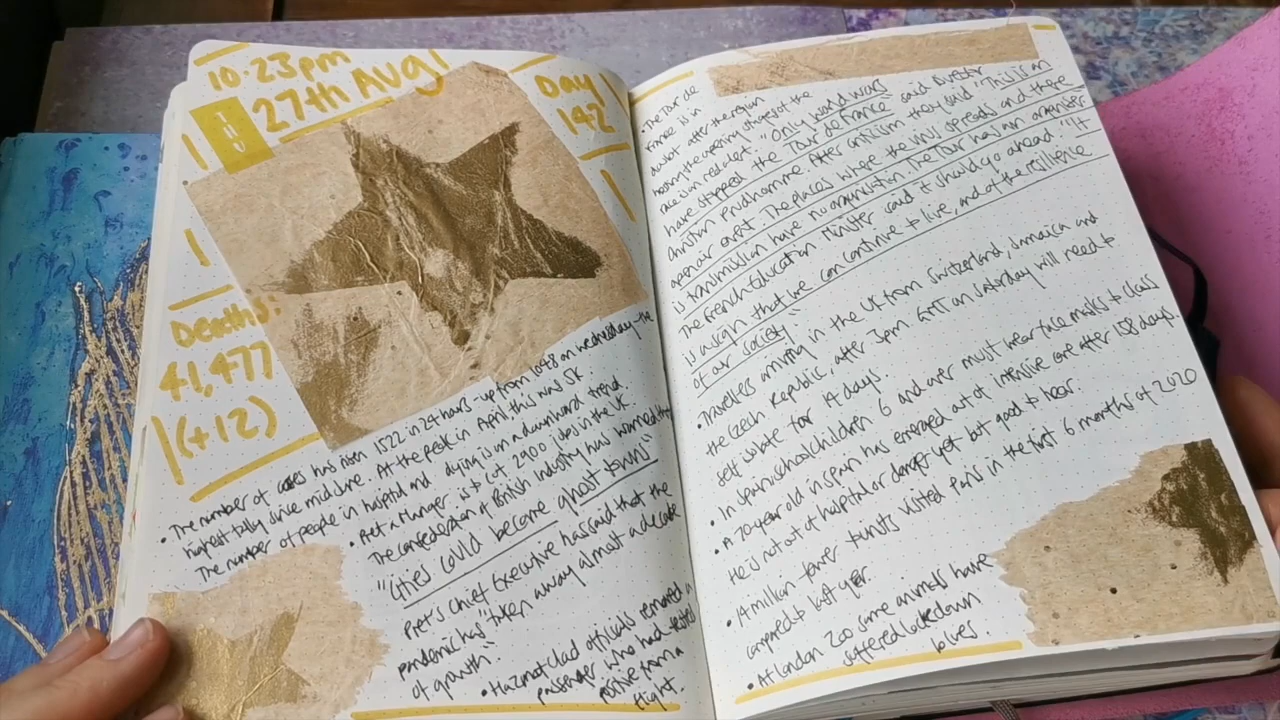 10.23pm
THU
27th Aug
Day
142
Deaths:
41,477
(+12)
• The number of cases has risen 1522 in 24 hours - up from 1048 on Wednesday - the
highest tally since mid June. At the peak in April this was 5K
The number of people in hospital and dying is on a downward trend
• Pret a Manger is to cut 2900 jobs in the UK.
The confederation of British Industry has warned that
"Cities could become ghost towns"
Pret's Chief Executive has said that the
pandemic has "taken away almost a decade
of growth".
• Hazmat clad officials removed a
passenger who had tested
positive from a
flight.
• The Tour de
France is in
doubt after the region
hosting the opening stages of the
race is on red alert. "Only world wars
have stopped the Tour de France" said Director
Christian Prudhomme. After criticism they said "This is an
open air event. The places where the virus spreads and there
is transmission have no organisation. The Tour has an organiser
The French Education Minister said it should go ahead "It
is a sign that we can continue to live, and of the resilience
of our society."
• Travellers arriving in the UK from Switzerland, Jamaica and
the Czech Republic, after 3pm GMT on Saturday will need to
self isolate for 14 days.
• In Spain school children 6 and over must wear face masks to class
• A 70 year old in Spain has emerged out of intensive care after 158 days.
He is not out of hospital or danger yet but good to hear.
• 14 million fewer tourists visited Paris in the first 6 months of 2020
compared to last year.
• At London Zoo some animals have
suffered lockdown
blues.